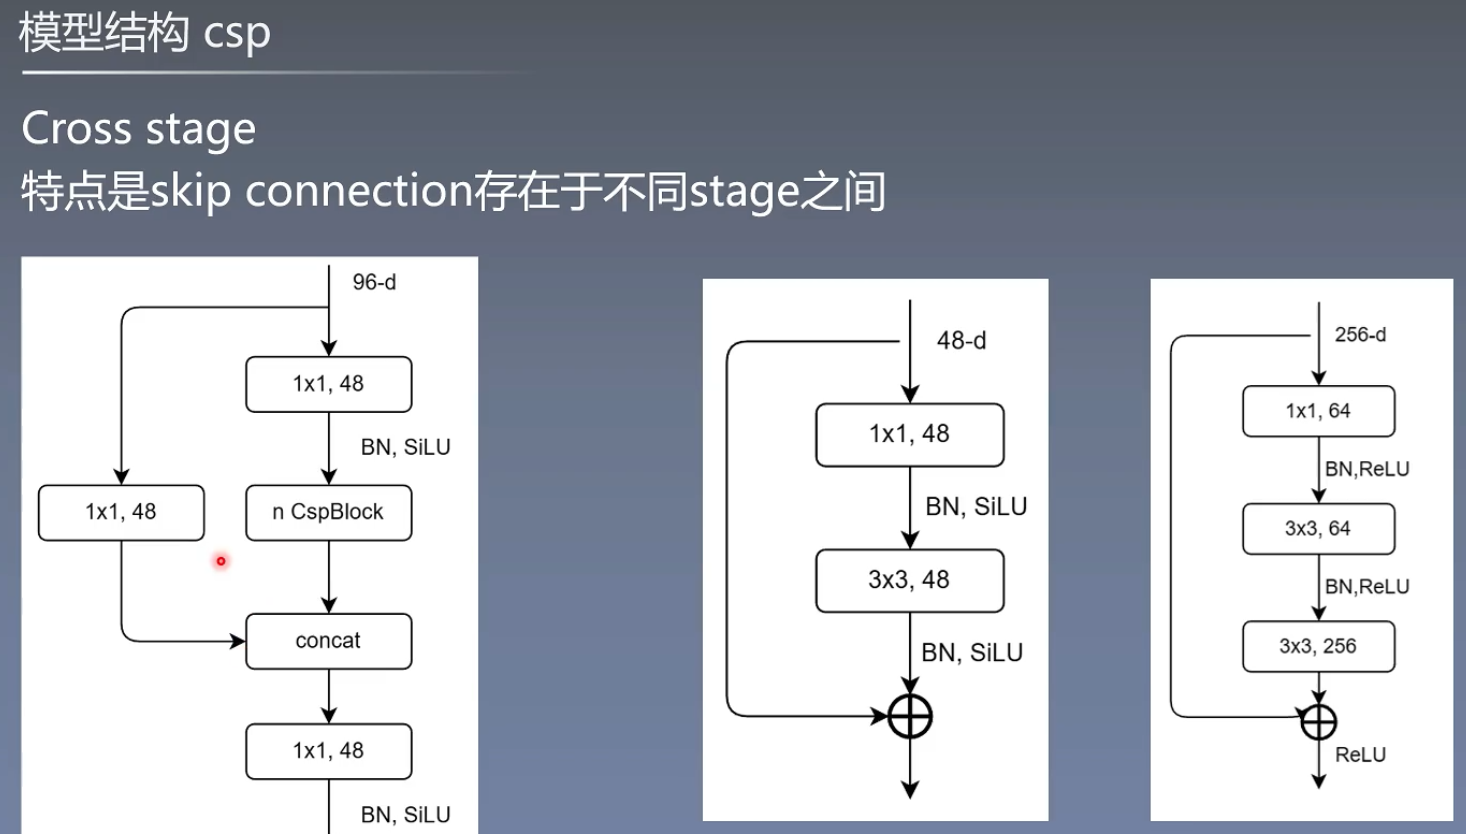 模型结构 csp
Cross stage
特点是skip connection存在于不同stage之间
96-d
1x1, 48
BN, SiLU
1x1, 48
n CspBlock
concat
1x1, 48
BN, SiLU
48-d
1x1, 48
BN, SiLU
3x3, 48
BN, SiLU
256-d
1x1, 64
BN,ReLU
3x3, 64
BN,ReLU
3x3, 256
ReLU